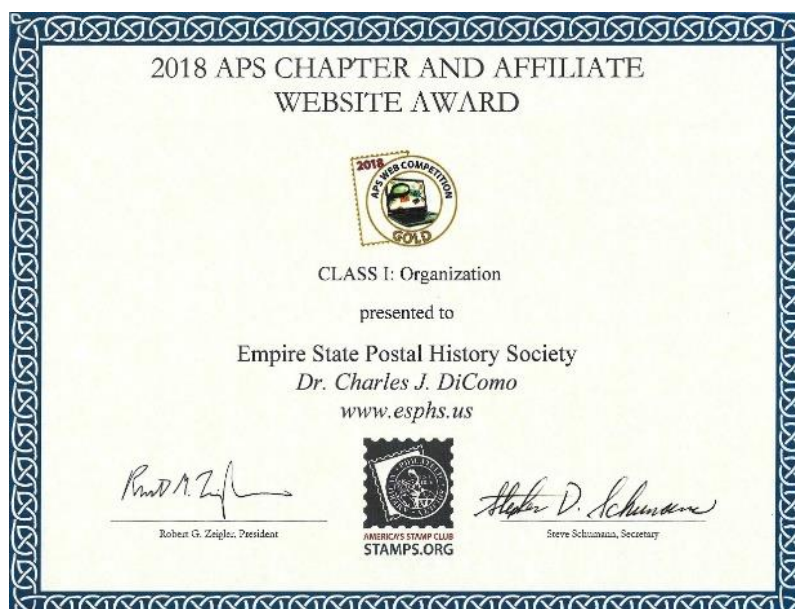 2018 APS CHAPTER AND AFFILIATE
WEBSITE AWARD
2018
APS WEB COMPETITION
GOLD
CLASS I: Organization
presented to
Empire State Postal History Society
Dr. Charles J. DiComo
www.esphs.us
Robert G. Zeigler, President
Stephen D. Schumann
Steve Schumann, Secretary
AMERICA'S STAMP CLUB
STAMPS.ORG